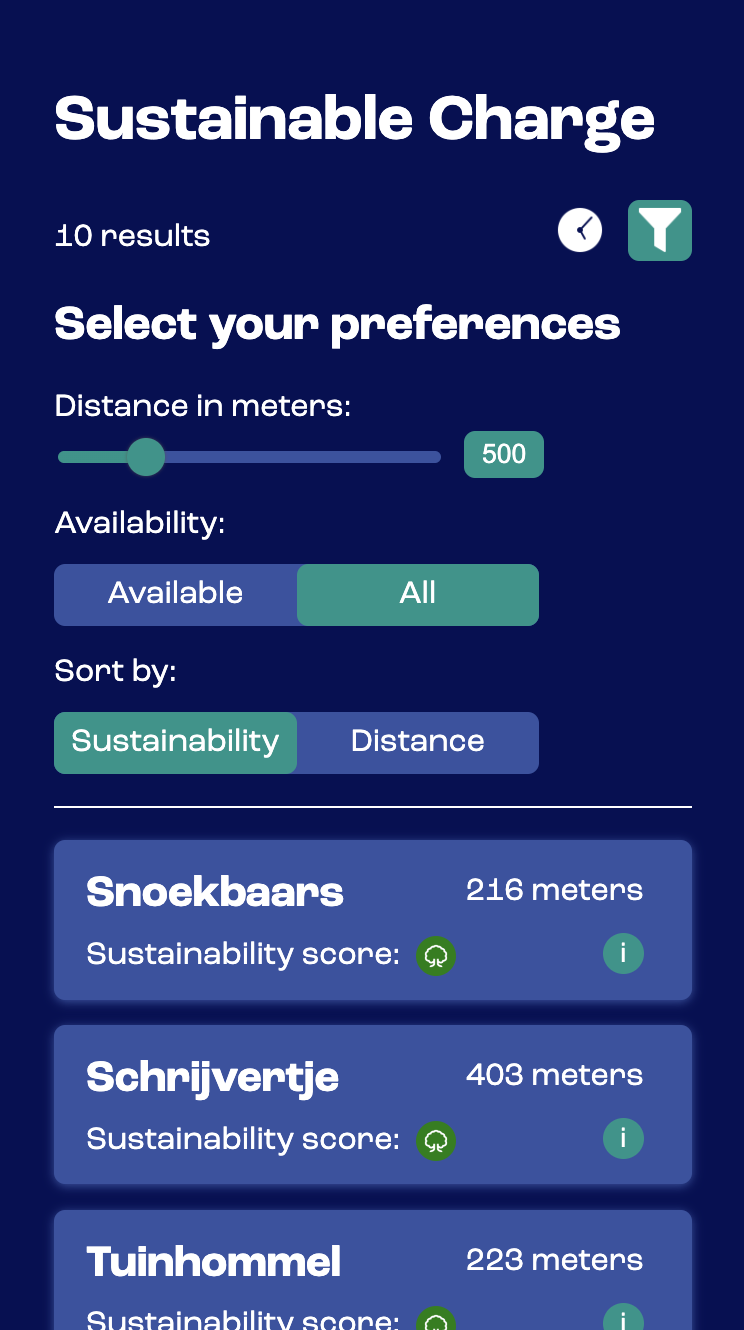 Sustainable Charge
10 results
Select your preferences
Distance in meters:
500
Availability:
Available All
Sort by:
Sustainability Distance
Snoekbaars 216 meters
Sustainability score: i
Schrijvertje 403 meters
Sustainability score: i
Tuinhommel 223 meters
Sustainability score: i